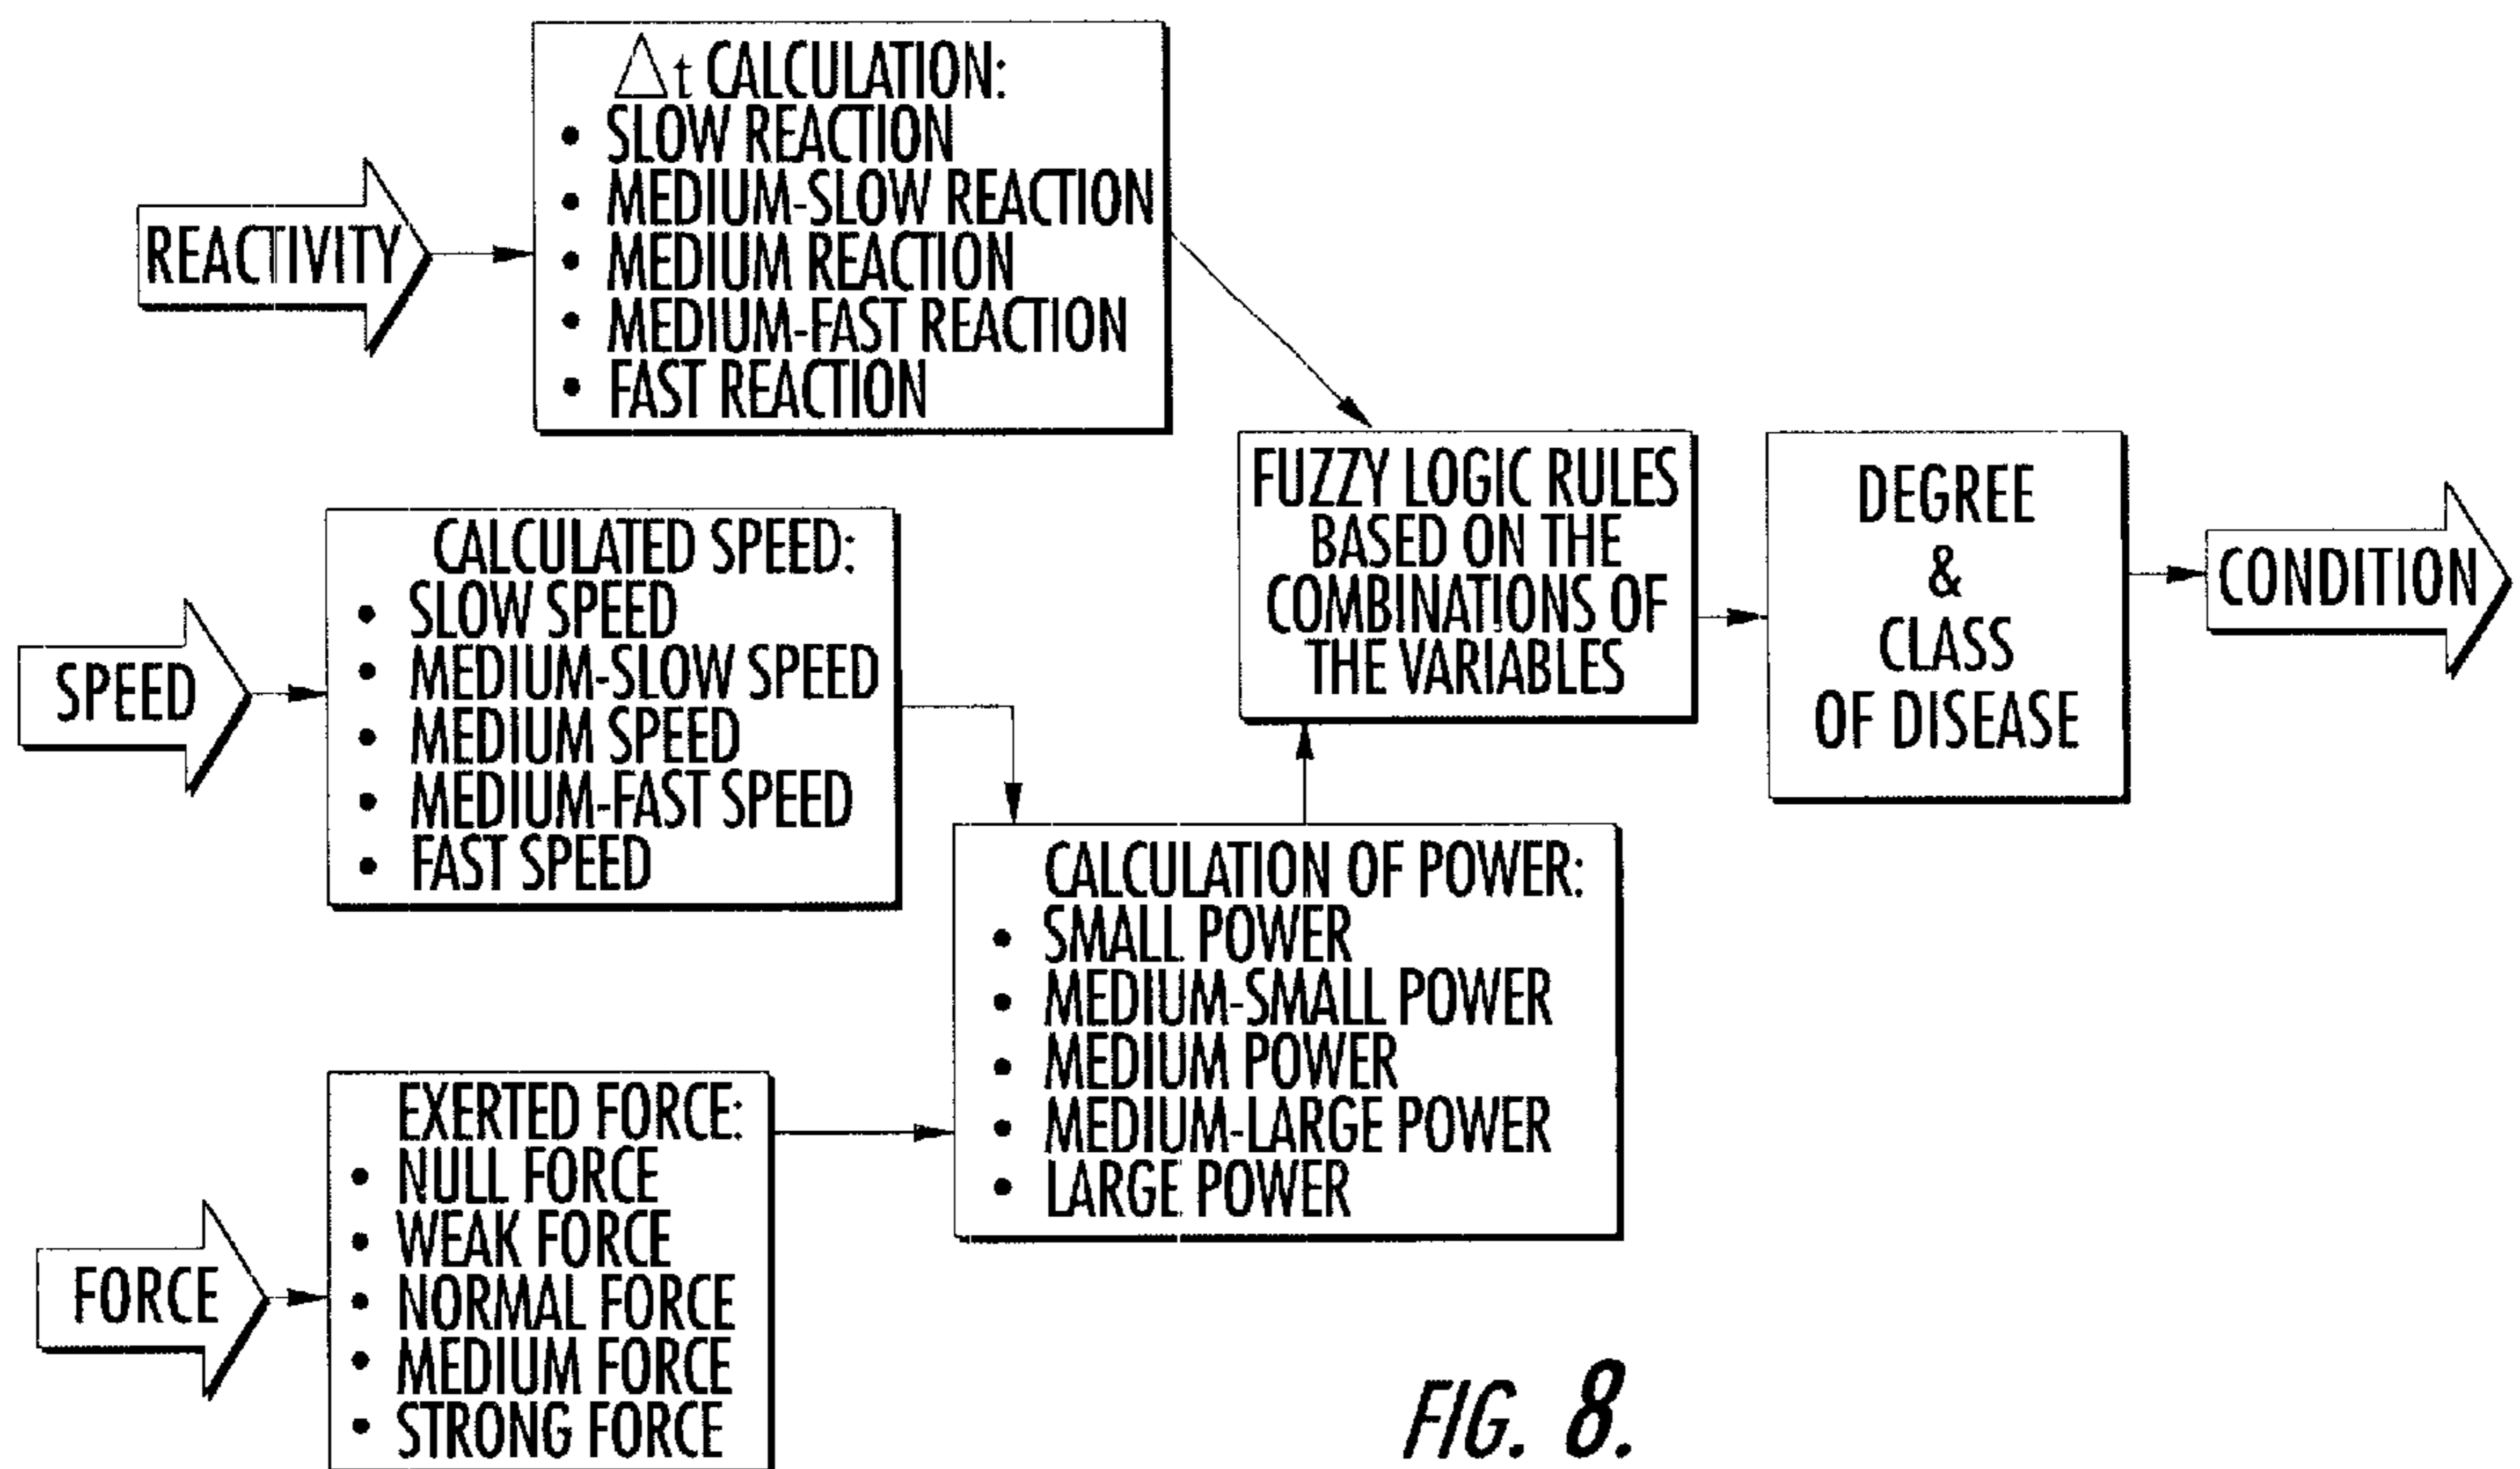 △t CALCULATION:
• SLOW REACTION
• MEDIUM-SLOW REACTION
• MEDIUM REACTION
• MEDIUM-FAST REACTION
• FAST REACTION
REACTIVITY
CALCULATED SPEED:
• SLOW SPEED
• MEDIUM-SLOW SPEED
• MEDIUM SPEED
• MEDIUM-FAST SPEED
• FAST SPEED
SPEED
EXERTED FORCE:
• NULL FORCE
• WEAK FORCE
• NORMAL FORCE
• MEDIUM FORCE
• STRONG FORCE
FORCE
CALCULATION OF POWER:
• SMALL POWER
• MEDIUM-SMALL POWER
• MEDIUM POWER
• MEDIUM-LARGE POWER
• LARGE POWER
FUZZY LOGIC RULES
BASED ON THE
COMBINATIONS OF
THE VARIABLES
DEGREE
&
CLASS
OF DISEASE
CONDITION
FIG. 8.